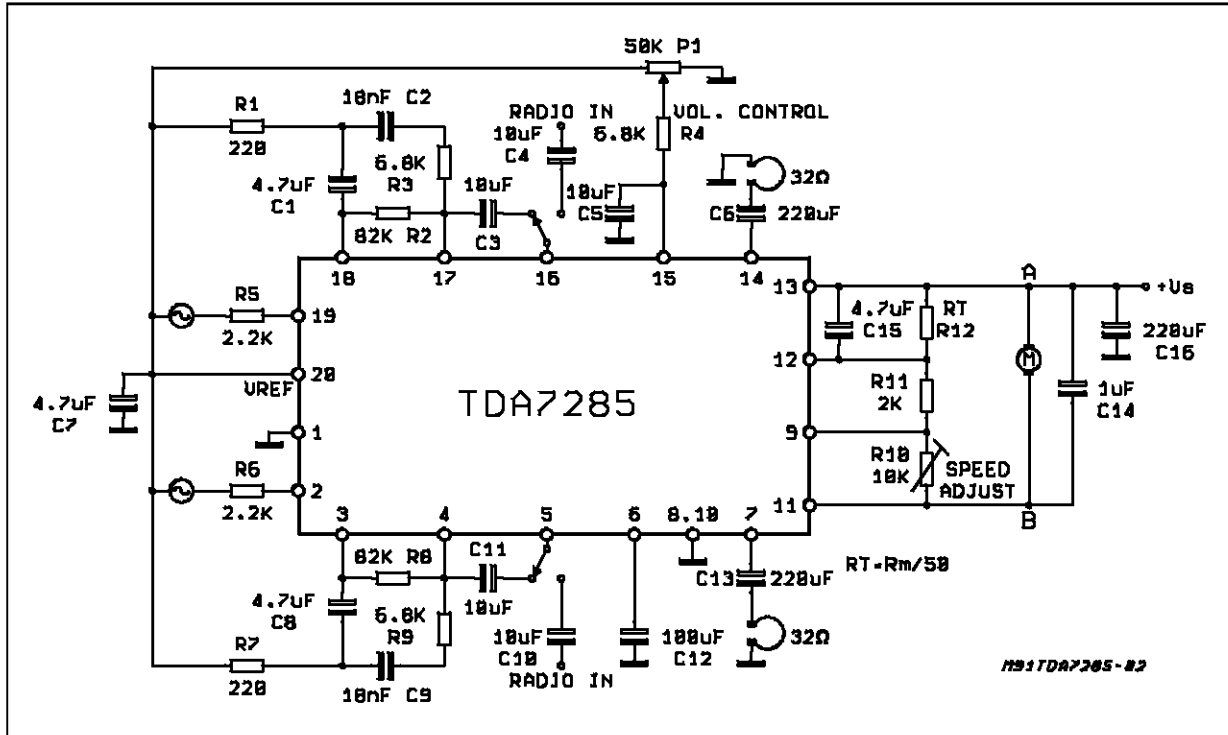 50K P1
R1
10nF C2
RADIO IN
VOL. CONTROL
220
10uF
C4
6.8K
R4
4.7uF
C1
6.8K
R3
10uF
10uF
C5
32Ω
82K R2
C3
C6
220uF
18
17
16
15
14
13
A
+Vs
R5
19
2.2K
4.7uF
C15
RT
R12
220uF
C16
20
VREF
12
M
4.7uF
C7
TDA7285
R11
2K
1uF
C14
1
9
R6
R10
10K
SPEED
ADJUST
2
2.2K
11
B
3
4
5
6
8.10
7
82K R8
C11
C13
220uF
RT=Rm/50
4.7uF
C8
6.8K
R9
10uF
R7
10uF
C10
100uF
C12
32Ω
220
10nF C9
RADIO IN
M91TDA7285-02